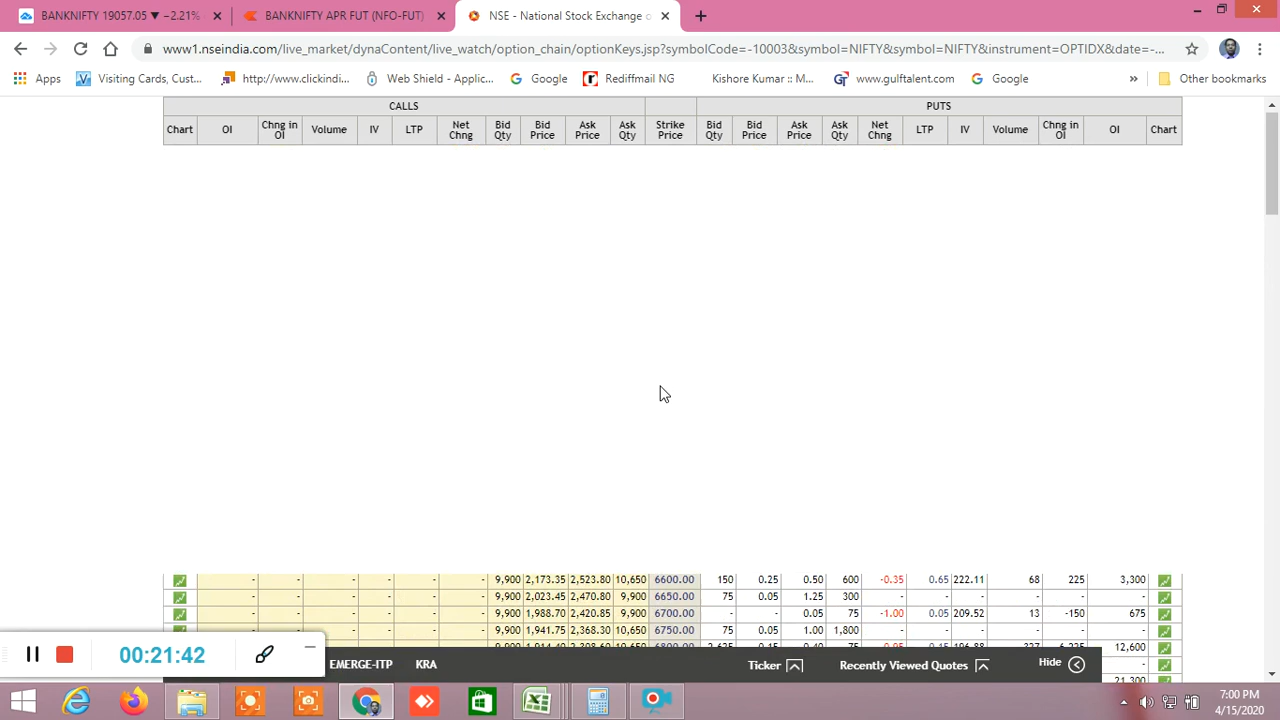 BANKNIFTY 19057.05 ▼ −2.21%
BANKNIFTY APR FUT (NFO-FUT)
NSE - National Stock Exchange o
www1.nseindia.com/live_market/dynaContent/live_watch/option_chain/optionKeys.jsp?symbolCode=-10003&symbol=NIFTY&symbol=NIFTY&instrument=OPTIDX&date=-...
Apps Visiting Cards, Cust... http://www.clickindi... Web Shield - Applic... Google Rediffmail NG Kishore Kumar :: M... www.gulftalent.com Google » Other bookmarks
CALLS PUTS
Chart OI Chng in OI Volume IV LTP Net Chng Bid Qty Bid Price Ask Price Ask Qty Strike Price Bid Qty Bid Price Ask Price Ask Qty Net Chng LTP IV Volume Chng in OI OI Chart
- - - - - - 9,900 2,173.35 2,523.80 10,650 6600.00 150 0.25 0.50 600 -0.35 0.65 222.11 68 225 3,300
- - - - - - 9,900 2,023.45 2,470.80 9,900 6650.00 75 0.05 1.25 300 - - - - - -
- - - - - - 9,900 1,988.70 2,420.85 9,900 6700.00 - - 0.05 75 -1.00 0.05 209.52 13 -150 675
9,900 1,941.75 2,368.30 10,650 6750.00 75 0.05 1.00 1,800 - - - - - -
12,600
-
21,300
00:21:42
EMERGE-ITP KRA Ticker Recently Viewed Quotes Hide
7:00 PM
4/15/2020